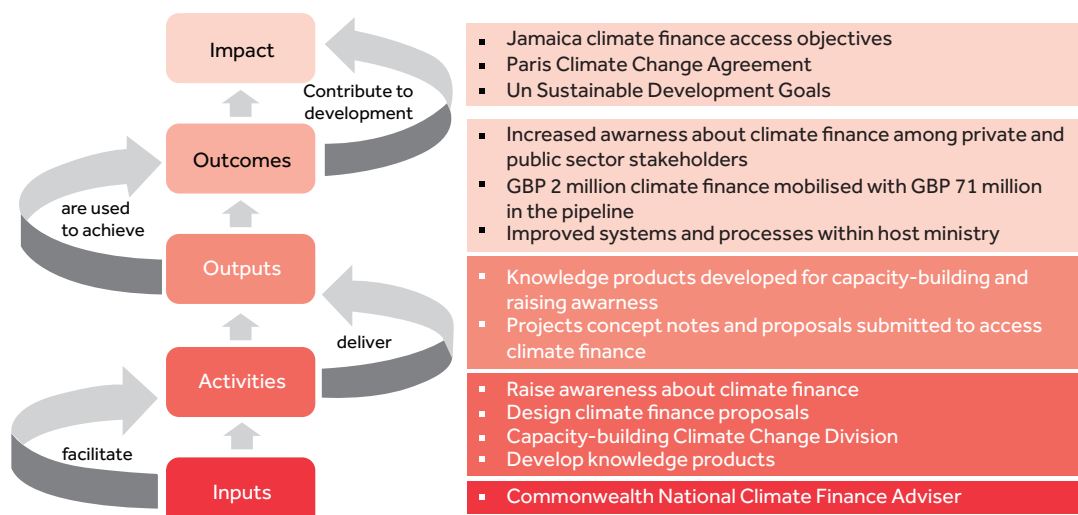 Impact
Contribute to
development
Outcomes
are used
to achieve
Outputs
deliver
Activities
facilitate
Inputs
▪ Jamaica climate finance access objectives
▪ Paris Climate Change Agreement
▪ Un Sustainable Development Goals
▪ Increased awarness about climate finance among private and
public sector stakeholders
▪ GBP 2 million climate finance mobilised with GBP 71 million
in the pipeline
▪ Improved systems and processes within host ministry
▪ Knowledge products developed for capacity-building and
raising awarness
▪ Projects concept notes and proposals submitted to access
climate finance
▪ Raise awareness about climate finance
▪ Design climate finance proposals
▪ Capacity-building Climate Change Division
▪ Develop knowledge products
▪ Commonwealth National Climate Finance Adviser